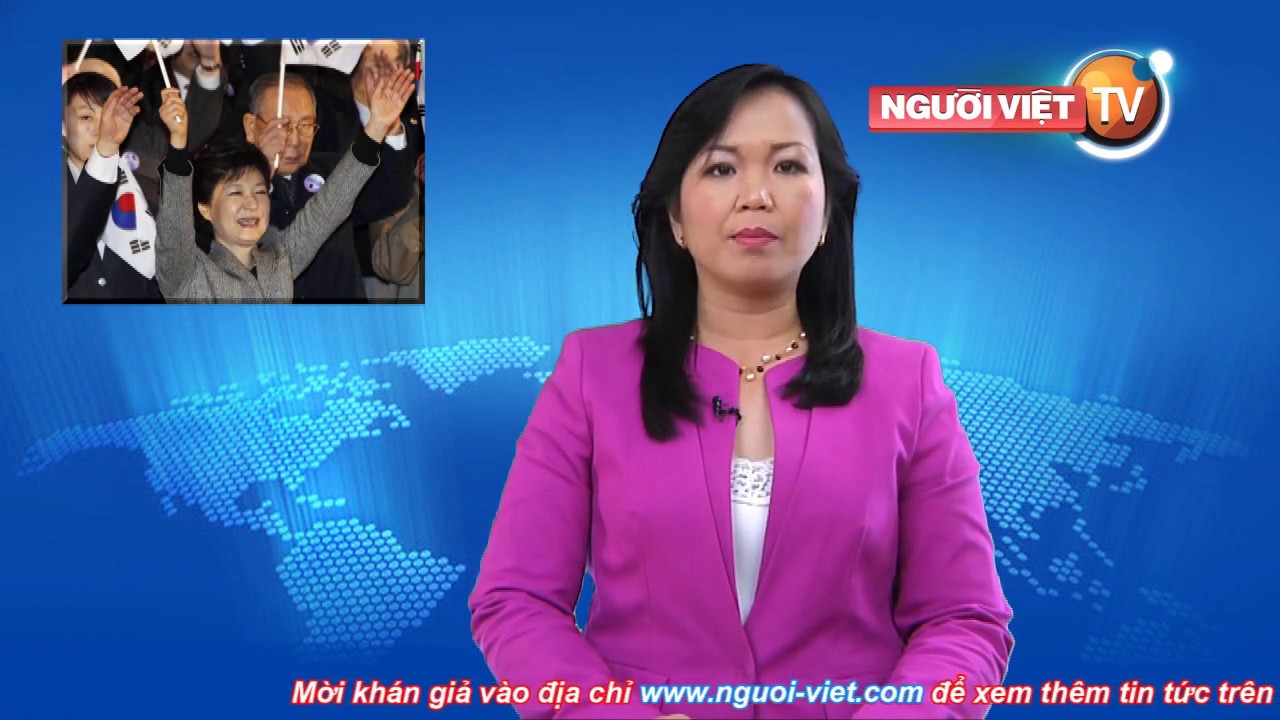 NGƯỜI VIỆT TV
Mời khán giả vào địa chỉ www.nguoi-viet.com để xem thêm tin tức trên